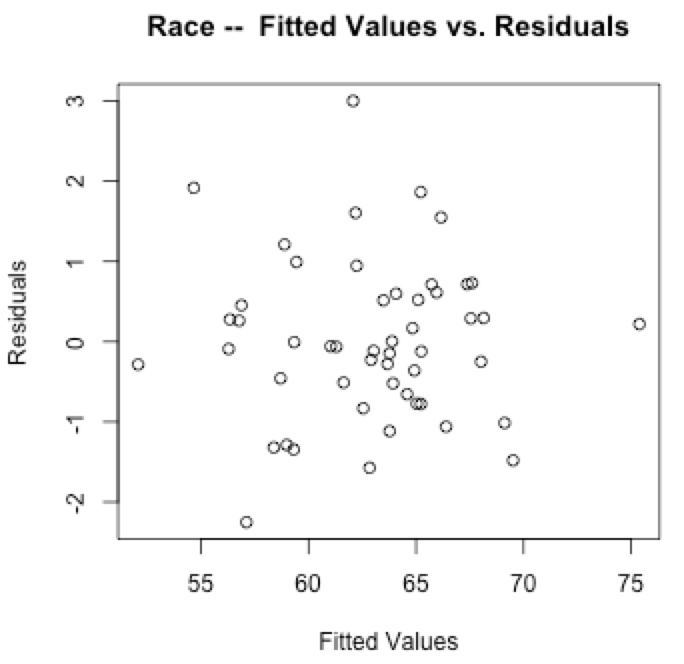 Race -- Fitted Values vs. Residuals
3
2
1
0
-1
-2
Residuals
55 60 65 70 75
Fitted Values